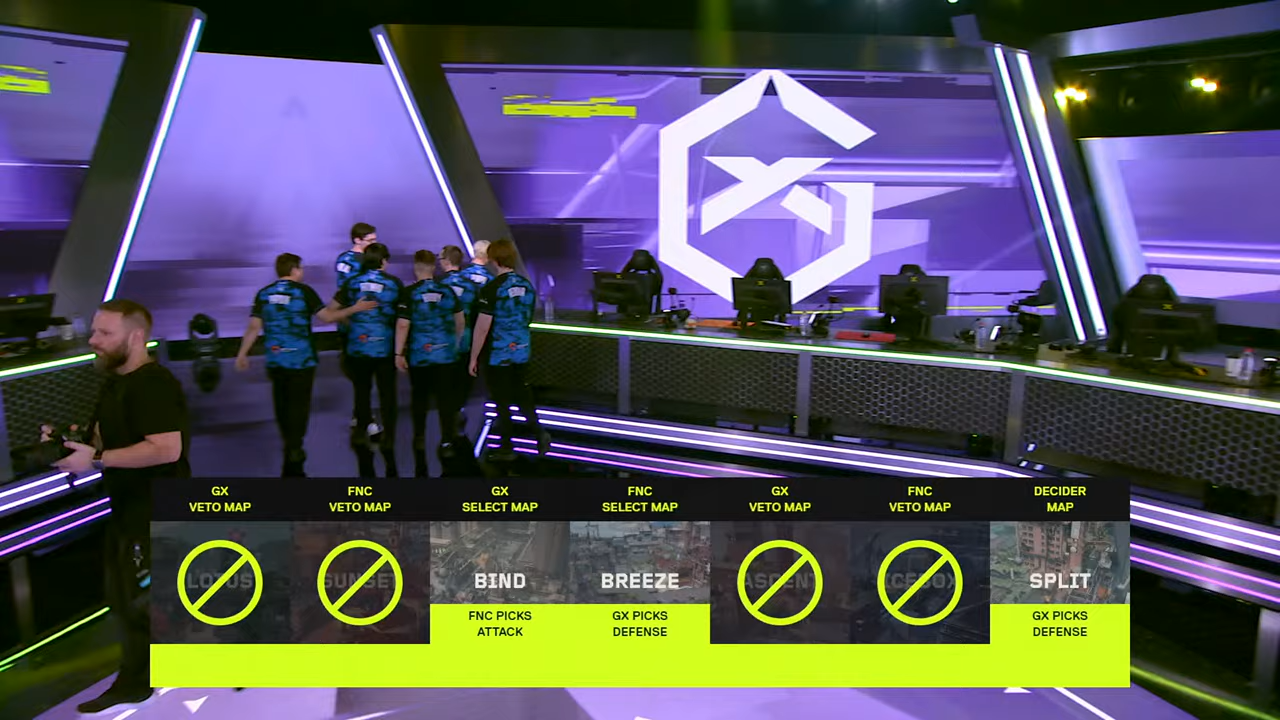 GX
VETO MAP
FNC
VETO MAP
GX
SELECT MAP
FNC
SELECT MAP
GX
VETO MAP
FNC
VETO MAP
DECIDER
MAP
LOTUS
SUNSET
BIND
BREEZE
ASCENT
ICEBOX
SPLIT
FNC PICKS
ATTACK
GX PICKS
DEFENSE
GX PICKS
DEFENSE